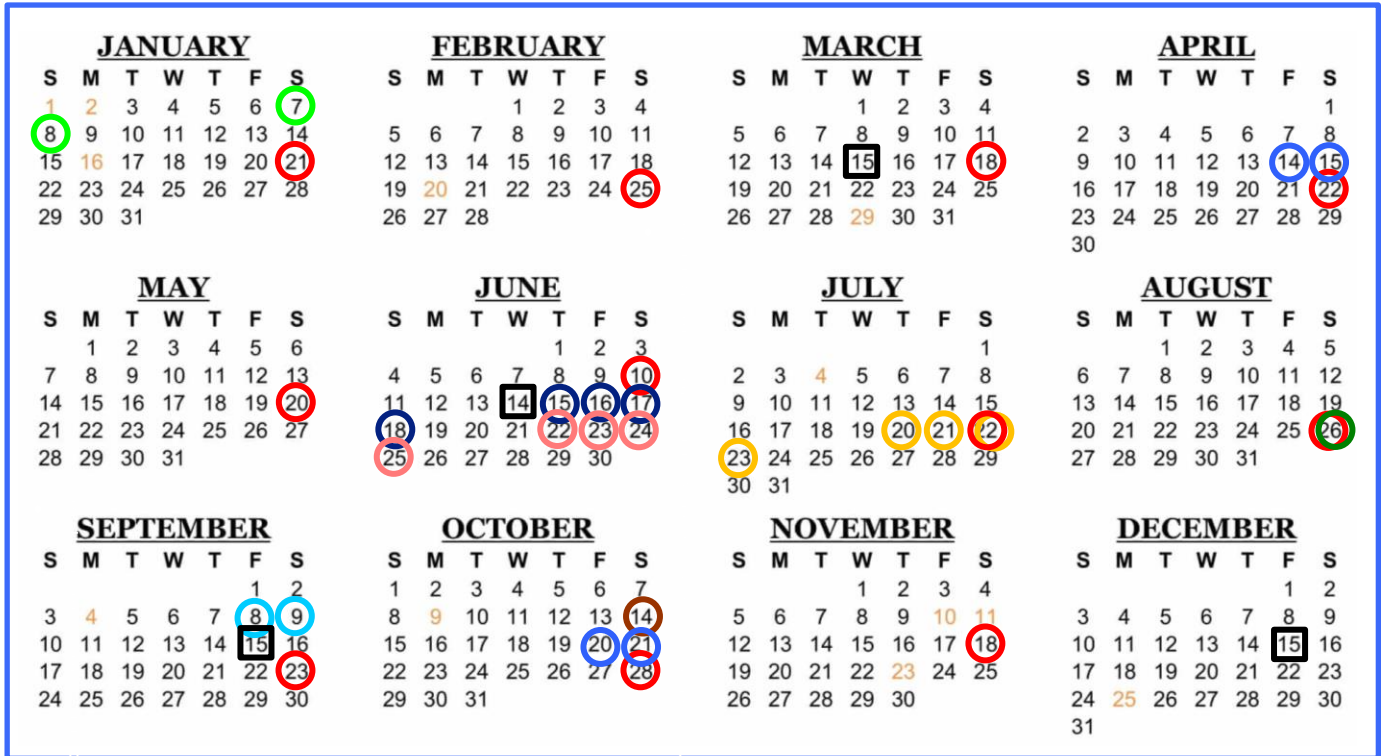 JANUARY
S M T W T F S
1 2 3 4 5 6 7
8 9 10 11 12 13 14
15 16 17 18 19 20 21
22 23 24 25 26 27 28
29 30 31
FEBRUARY
S M T W T F S
1 2 3 4
5 6 7 8 9 10 11
12 13 14 15 16 17 18
19 20 21 22 23 24 25
26 27 28
MARCH
S M T W T F S
1 2 3 4
5 6 7 8 9 10 11
12 13 14 15 16 17 18
19 20 21 22 23 24 25
26 27 28 29 30 31
APRIL
S M T W T F S
1
2 3 4 5 6 7 8
9 10 11 12 13 14 15
16 17 18 19 20 21 22
23 24 25 26 27 28 29
30
MAY
S M T W T F S
1 2 3 4 5 6
7 8 9 10 11 12 13
14 15 16 17 18 19 20
21 22 23 24 25 26 27
28 29 30 31
JUNE
S M T W T F S
1 2 3
4 5 6 7 8 9 10
11 12 13 14 15 16 17
18 19 20 21 22 23 24
25 26 27 28 29 30
JULY
S M T W T F S
1
2 3 4 5 6 7 8
9 10 11 12 13 14 15
16 17 18 19 20 21 22
23 24 25 26 27 28 29
30 31
AUGUST
S M T W T F S
1 2 3 4 5
6 7 8 9 10 11 12
13 14 15 16 17 18 19
20 21 22 23 24 25 26
27 28 29 30 31
SEPTEMBER
S M T W T F S
1 2
3 4 5 6 7 8 9
10 11 12 13 14 15 16
17 18 19 20 21 22 23
24 25 26 27 28 29 30
OCTOBER
S M T W T F S
1 2 3 4 5 6 7
8 9 10 11 12 13 14
15 16 17 18 19 20 21
22 23 24 25 26 27 28
29 30 31
NOVEMBER
S M T W T F S
1 2 3 4
5 6 7 8 9 10 11
12 13 14 15 16 17 18
19 20 21 22 23 24 25
26 27 28 29 30
DECEMBER
S M T W T F S
1 2
3 4 5 6 7 8 9
10 11 12 13 14 15 16
17 18 19 20 21 22 23
24 25 26 27 28 29 30
31